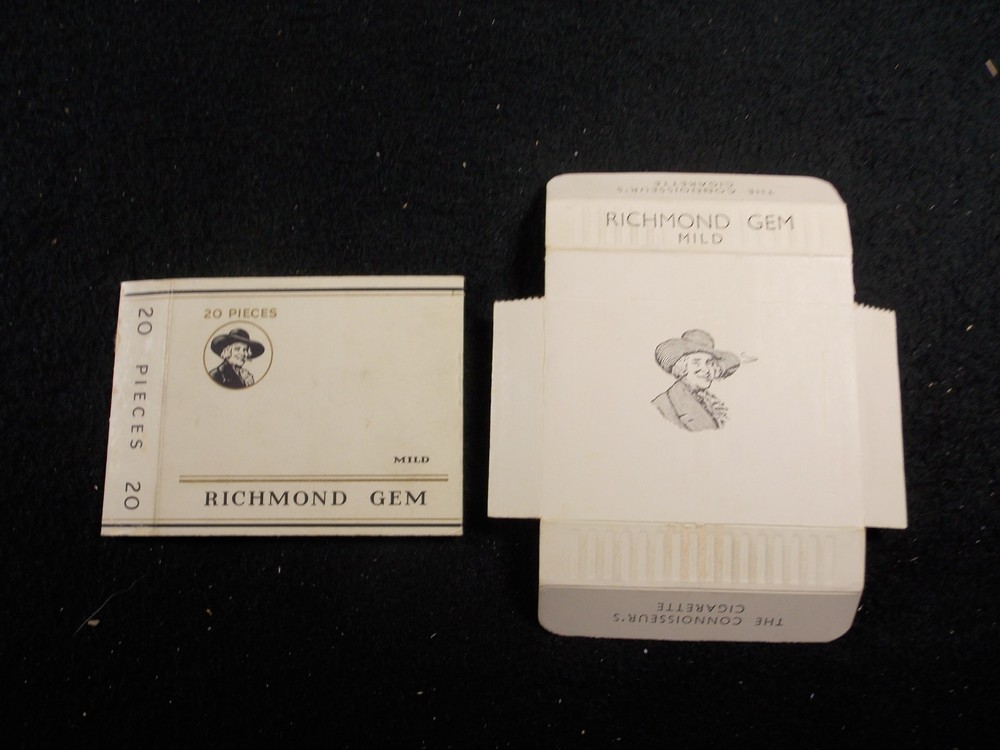 20 PIECES 20
20 PIECES
MILD
RICHMOND GEM
THE CONNOISSEUR'S
CIGARETTE
RICHMOND GEM
MILD
THE CONNOISSEUR'S
CIGARETTE